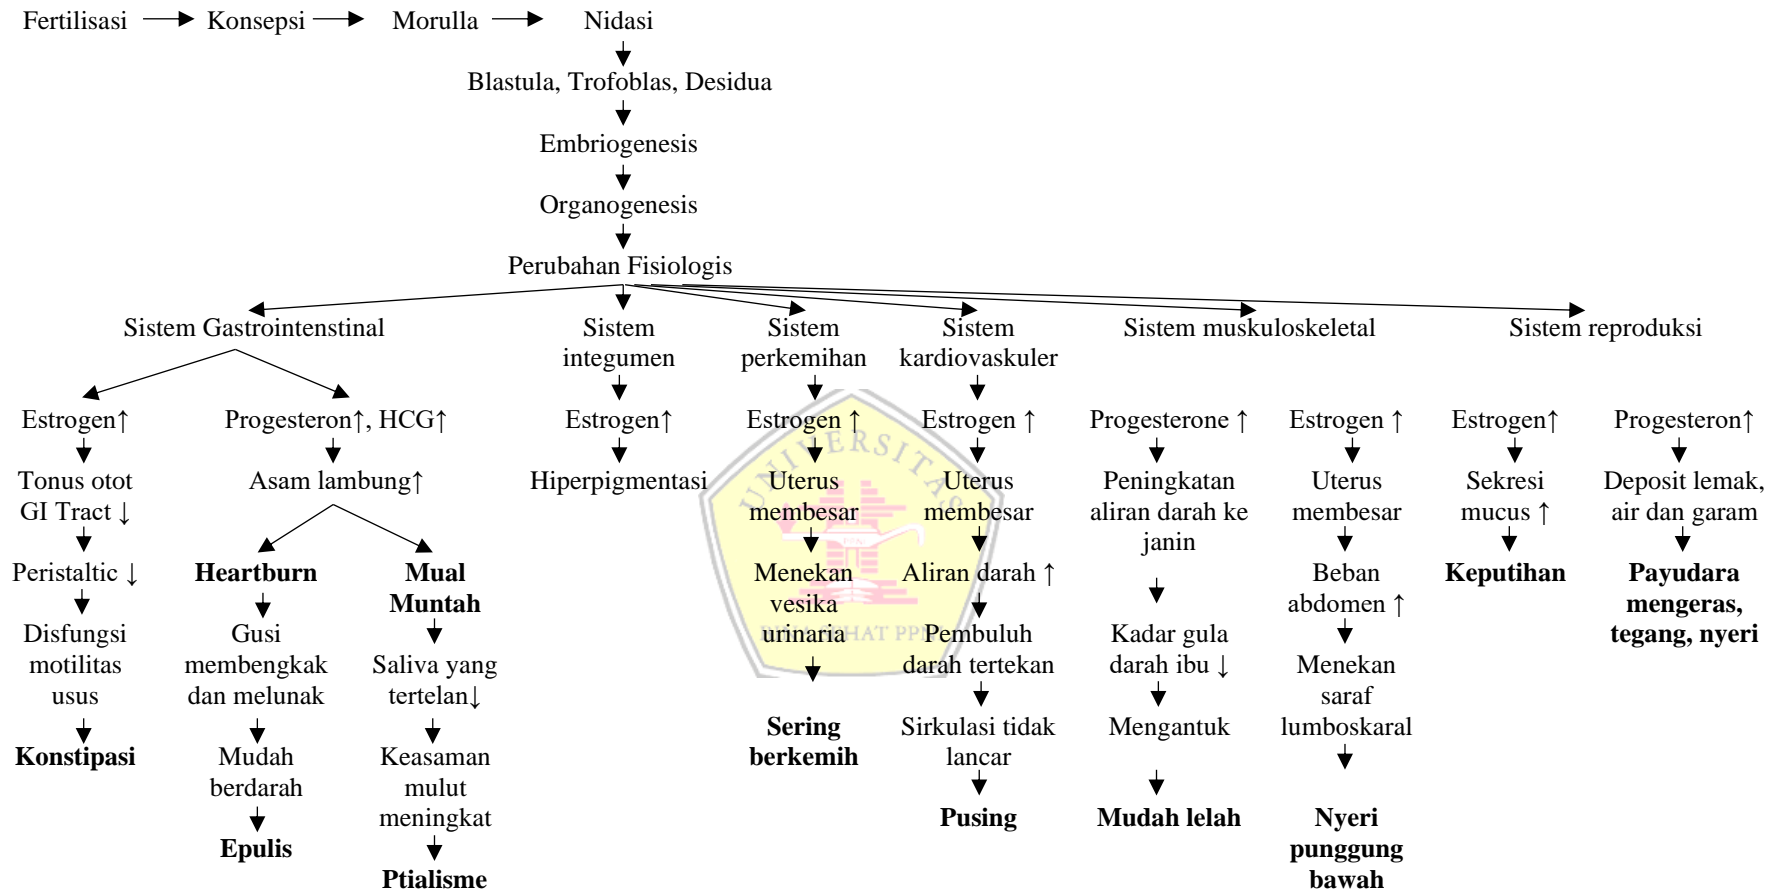 Fertilisasi
Konsepsi
Morulla
Nidasi
Blastula, Trofoblas, Desidua
Embriogenesis
Organogenesis
Perubahan Fisiologis
Sistem Gastrointenstinal
Sistem
integumen
Sistem
perkemihan
Sistem
kardiovaskuler
Sistem muskuloskeletal
Sistem reproduksi
Estrogen↑
Tonus otot
GI Tract ↓
Peristaltic ↓
Disfungsi
motilitas
usus
Konstipasi
Progesteron↑, HCG↑
Asam lambung↑
Heartburn
Gusi
membengkak
dan melunak
Mudah
berdarah
Epulis
Mual
Muntah
Saliva yang
tertelan↓
Keasaman
mulut
meningkat
Ptialisme
Estrogen↑
Hiperpigmentasi
Estrogen ↑
Uterus
membesar
Menekan
vesika
urinaria
Sering
berkemih
Estrogen ↑
Uterus
membesar
Aliran darah ↑
Pembuluh
darah tertekan
Sirkulasi tidak
lancar
Pusing
Progesterone ↑
Peningkatan
aliran darah ke
janin
Kadar gula
darah ibu ↓
Mengantuk
Mudah lelah
Estrogen ↑
Uterus
membesar
Beban
abdomen ↑
Menekan
saraf
lumboskaral
Nyeri
punggung
bawah
Estrogen↑
Sekresi
mucus ↑
Keputihan
Progesteron↑
Deposit lemak,
air dan garam
Payudara
mengeras,
tegang, nyeri
UNIVERSITAS
PPNI